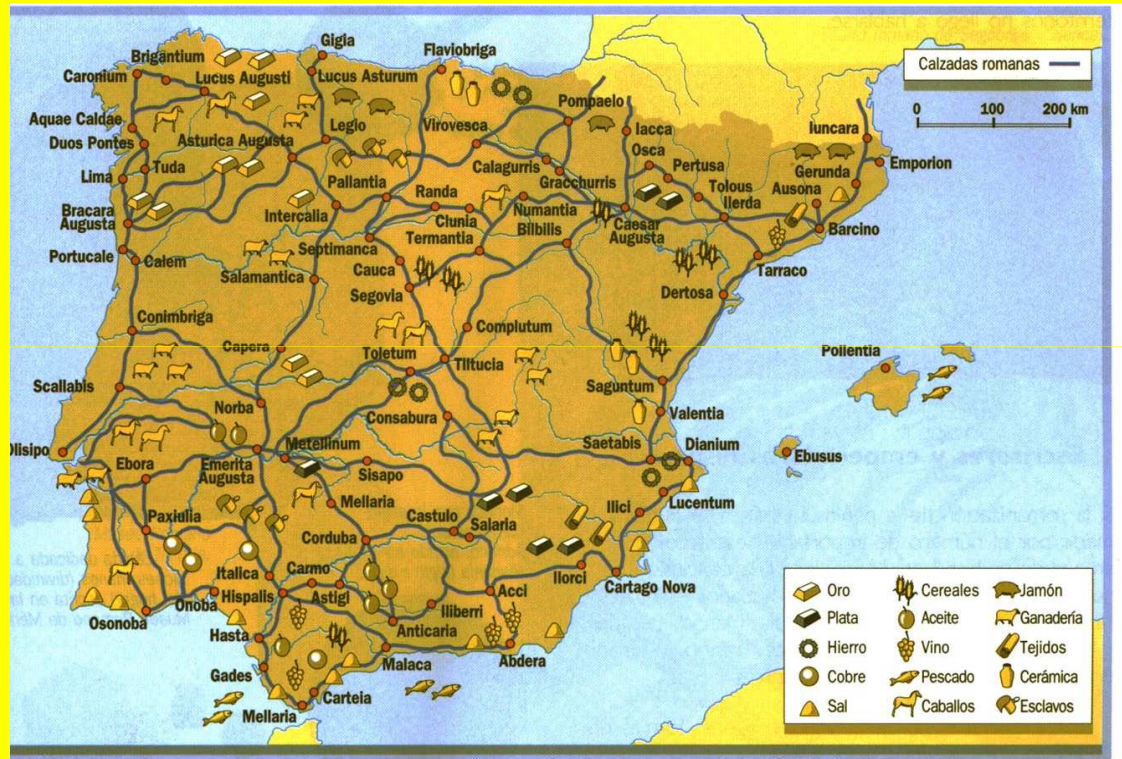 Gigia
Brigantium
Flaviobriga
Caronium
Lucus Augusti
Lucus Asturum
Calzadas romanas
0 100 200 km
Pompaelo
Aquae Caldae
Asturica Augusta
Legio
Virovesca
Iacca
Iuncara
Duos Pontes
Osca
Emporion
Tuda
Calagurris
Pertusa
Gerunda
Lima
Pallantia
Randa
Gracchurris
Tolous
Ilerda
Ausona
Bracara
Augusta
Intercalia
Clunia
Numantia
Termantia
Bilbilis
Caesar
Augusta
Barcino
Portucale
Calem
Septimanca
Cauca
Tarraco
Salamantica
Segovia
Dertosa
Conimbriga
Complutum
Capera
Toletum
Titucia
Pollentia
Scallabis
Saguntum
Norba
Consabura
Valentia
Olisipo
Metellinum
Saetabis
Dianium
Ebora
Emerita
Augusta
Sisapo
Ebusus
Mellaria
Lucentum
Paxiulia
Castulo
Salaria
Ilici
Corduba
Italica
Carmo
Ilorci
Onoba
Hispalis
Astigi
Acci
Cartago Nova
Osonoba
Iliberri
Hasta
Anticaria
Gades
Malaca
Abdera
Carteia
Mellaria
Oro Cereales Jamón
Plata Aceite Ganadería
Hierro Vino Tejidos
Cobre Pescado Cerámica
Sal Caballos Esclavos